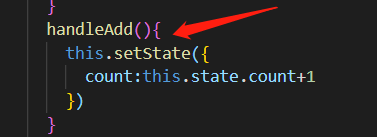 }
handleAdd(){
this.setState({
count:this.state.count+1
})
}